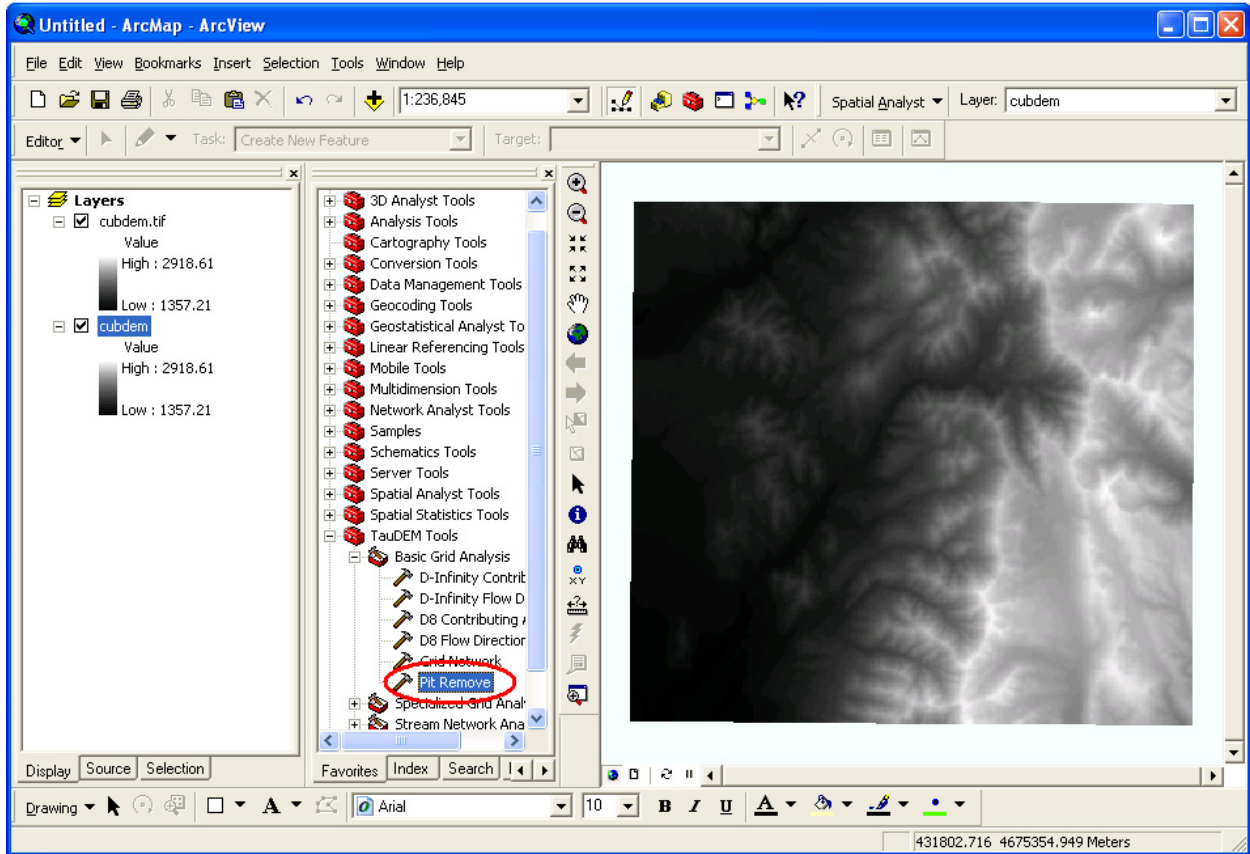 Untitled - ArcMap - ArcView
File Edit View Bookmarks Insert Selection Tools Window Help
1:236,845 Spatial Analyst Layer: cubdem
Editor Task: Create New Feature Target:
Layers
cubdem.tif
Value
High : 2918.61
Low : 1357.21
cubdem
Value
High : 2918.61
Low : 1357.21
Display Source Selection
3D Analyst Tools
Analysis Tools
Cartography Tools
Conversion Tools
Data Management Tools
Geocoding Tools
Geostatistical Analyst To
Linear Referencing Tools
Mobile Tools
Multidimension Tools
Network Analyst Tools
Samples
Schematics Tools
Server Tools
Spatial Analyst Tools
Spatial Statistics Tools
TauDEM Tools
Basic Grid Analysis
D-Infinity Contrib
D-Infinity Flow D
D8 Contributing
D8 Flow Direction
Grid Network
Pit Remove
Specialized Grid Anal
Stream Network Ana
Favorites Index Search
XY
Drawing A Arial 10 B I U A
431802.716 4675354.949 Meters